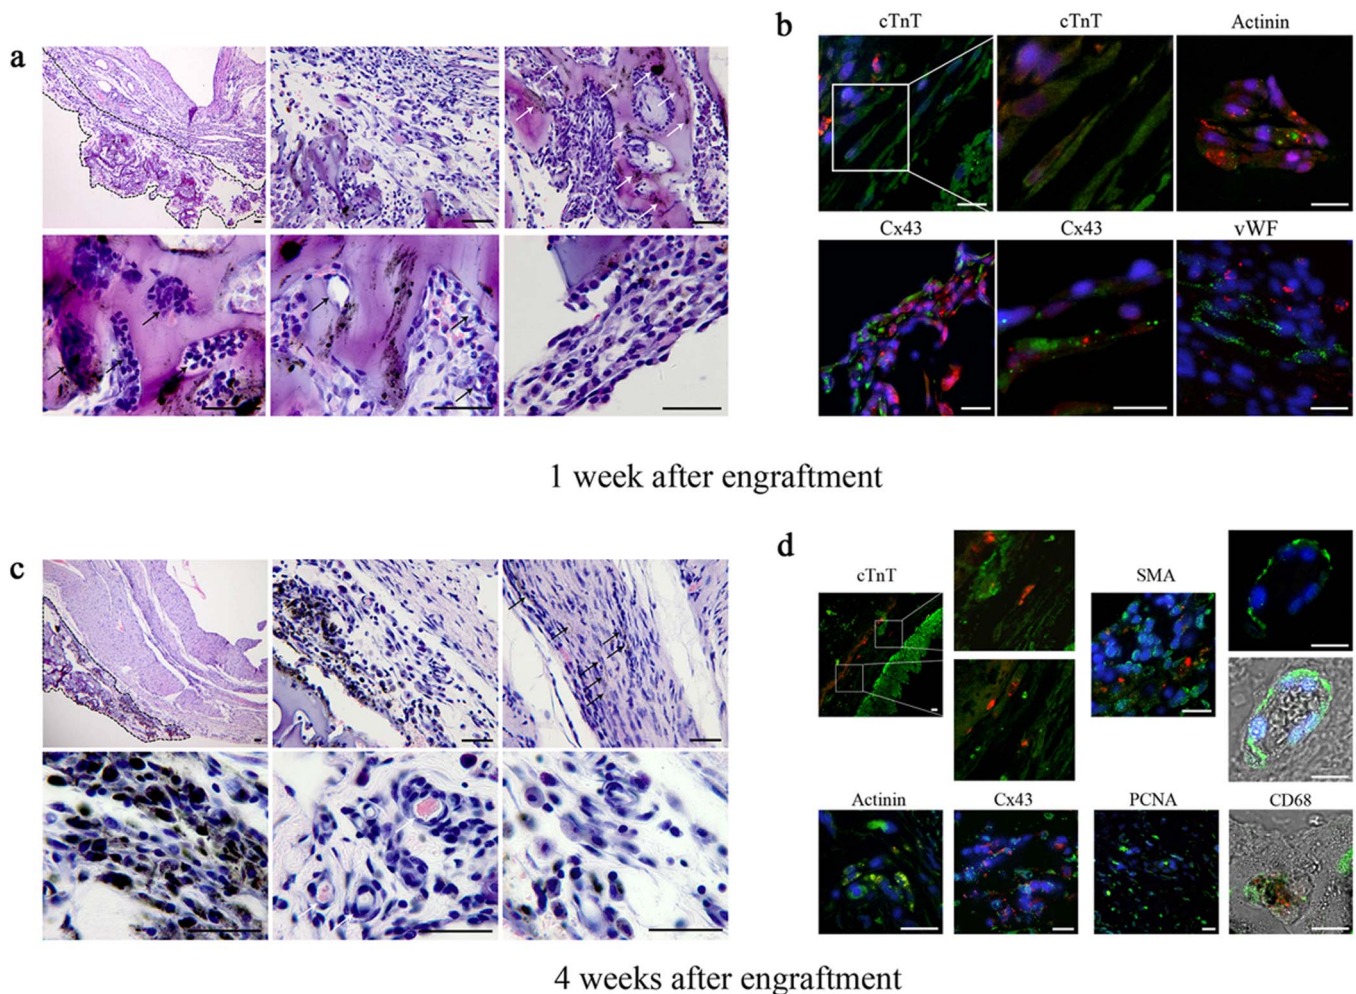 a
b
cTnT
cTnT
Actinin
Cx43
Cx43
vWF
1 week after engraftment
c
d
cTnT
SMA
Actinin
Cx43
PCNA
CD68
4 weeks after engraftment